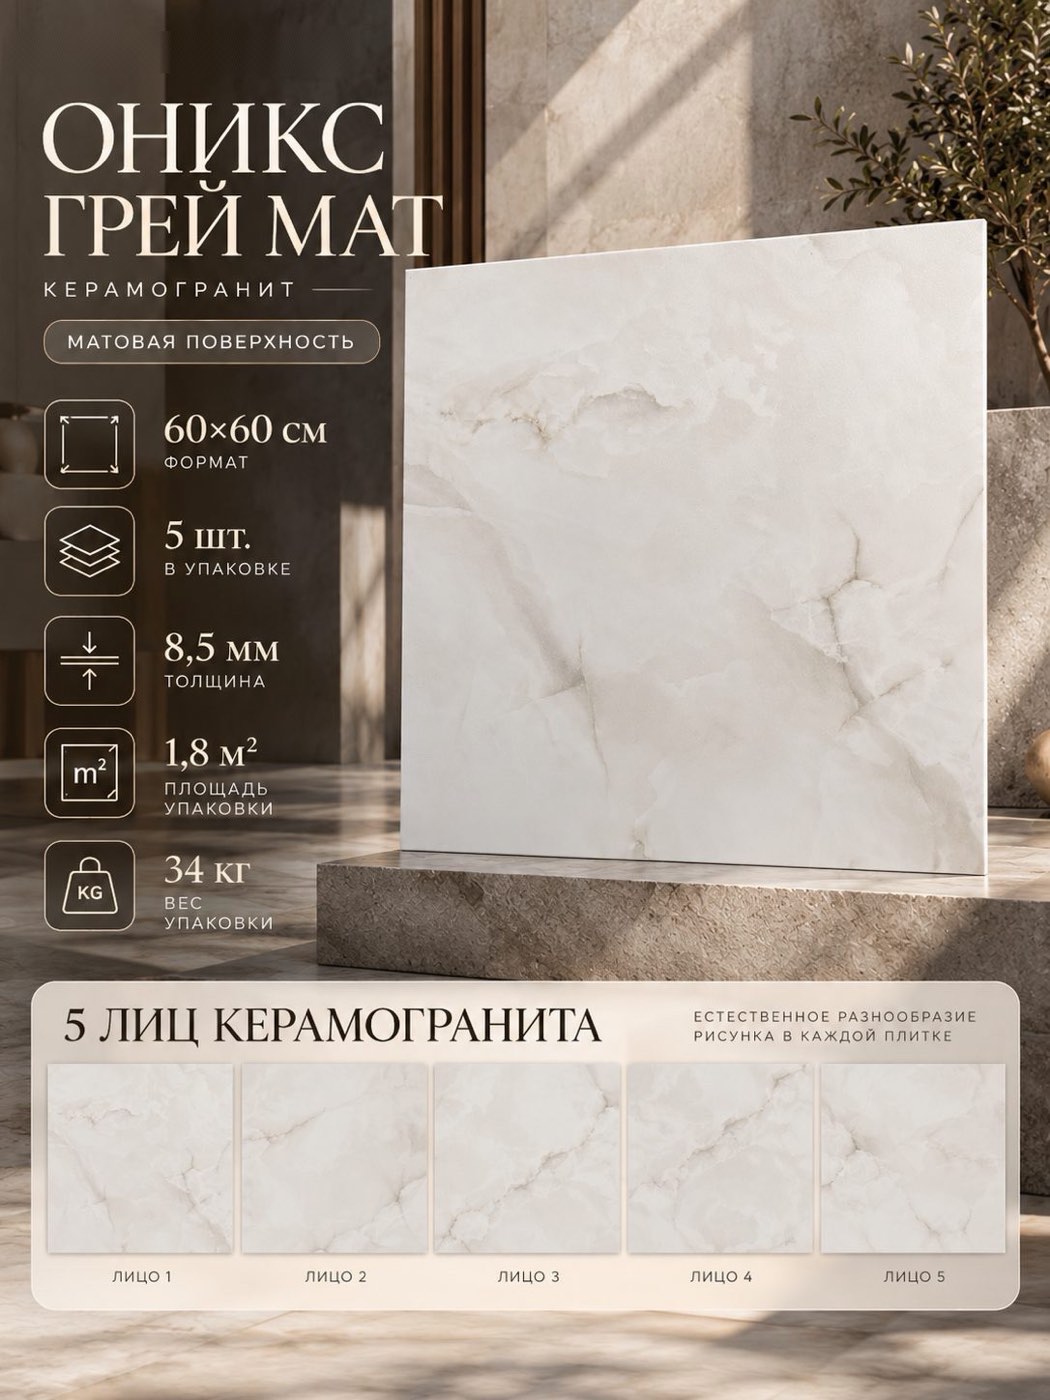 ОНИКС
ГРЕЙ МАТ
КЕРАМОГРАНИТ
МАТОВАЯ ПОВЕРХНОСТЬ
60×60 см
ФОРМАТ
5 шт.
В УПАКОВКЕ
8,5 мм
ТОЛЩИНА
m²
1,8 м²
ПЛОЩАДЬ
УПАКОВКИ
KG
34 кг
ВЕС
УПАКОВКИ
5 ЛИЦ КЕРАМОГРАНИТА
ЕСТЕСТВЕННОЕ РАЗНООБРАЗИЕ
РИСУНКА В КАЖДОЙ ПЛИТКЕ
ЛИЦО 1
ЛИЦО 2
ЛИЦО 3
ЛИЦО 4
ЛИЦО 5